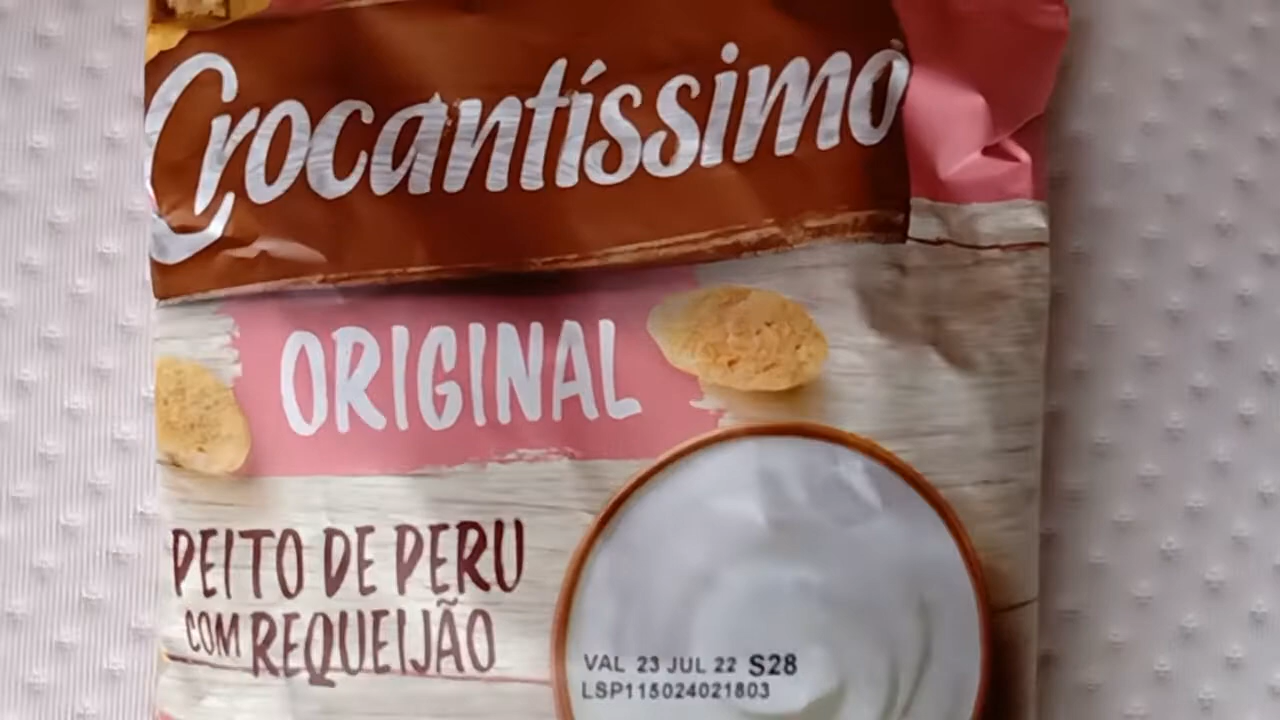 Crocantíssimo
ORIGINAL
PEITO DE PERU
COM REQUEIJÃO
VAL 23 JUL 22 S28
LSP115024021803